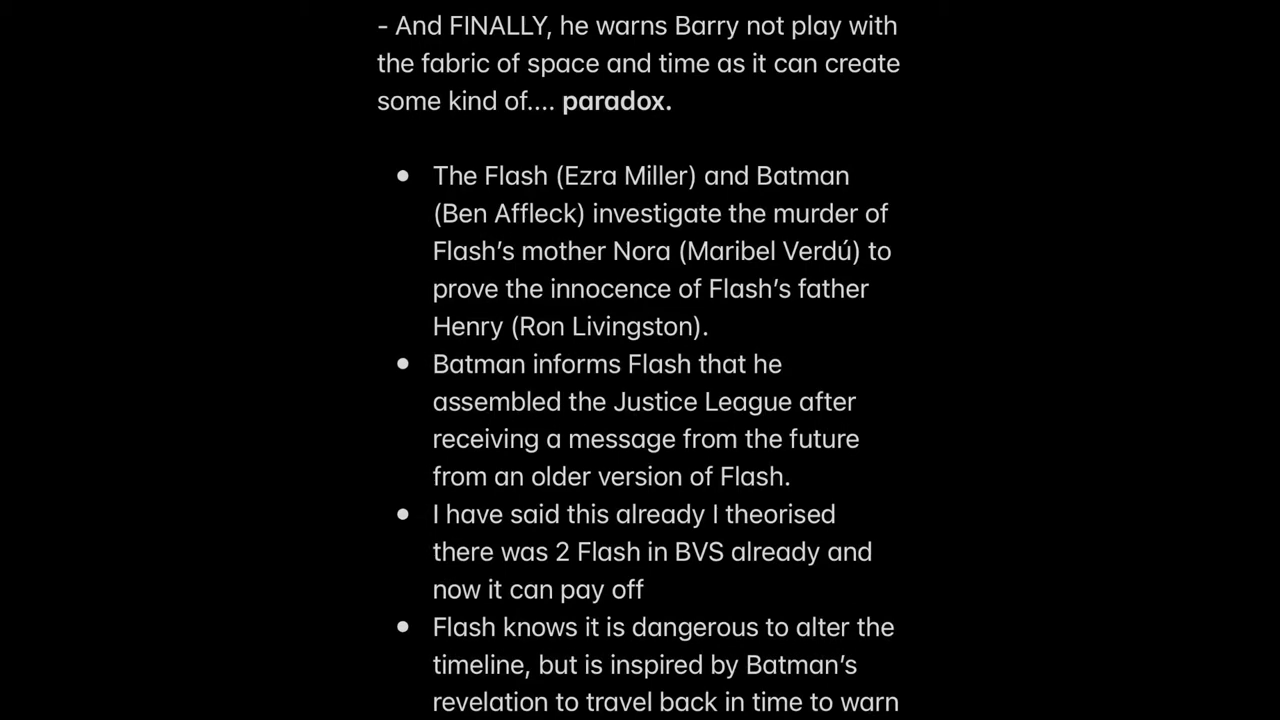 - And FINALLY, he warns Barry not play with
the fabric of space and time as it can create
some kind of.... paradox.
● The Flash (Ezra Miller) and Batman
(Ben Affleck) investigate the murder of
Flash’s mother Nora (Maribel Verdú) to
prove the innocence of Flash’s father
Henry (Ron Livingston).
● Batman informs Flash that he
assembled the Justice League after
receiving a message from the future
from an older version of Flash.
● I have said this already I theorised
there was 2 Flash in BVS already and
now it can pay off
● Flash knows it is dangerous to alter the
timeline, but is inspired by Batman’s
revelation to travel back in time to warn